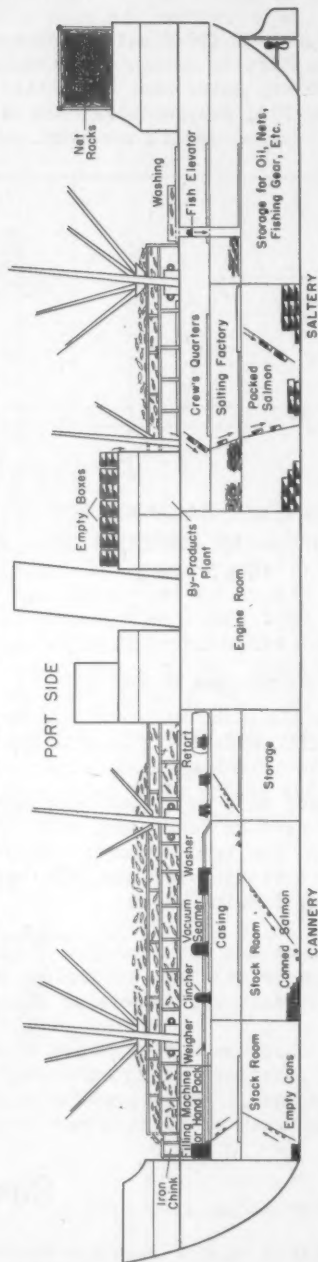 PORT SIDE
Iron
Chink
Filling Machine
or Hand Pack
Weigher
Clincher
Vacuum
Seamer
Washer
Retort
Casing
Stock Room
Stock Room
Storage
Empty Cans
Canned Salmon
CANNERY
Engine Room
By-Products
Plant
Empty Boxes
Crew's Quarters
Salting Factory
Packed
Salmon
Washing
Fish Elevator
Net
Racks
Storage for Oil, Nets,
Fishing Gear, Etc.
SALTERY